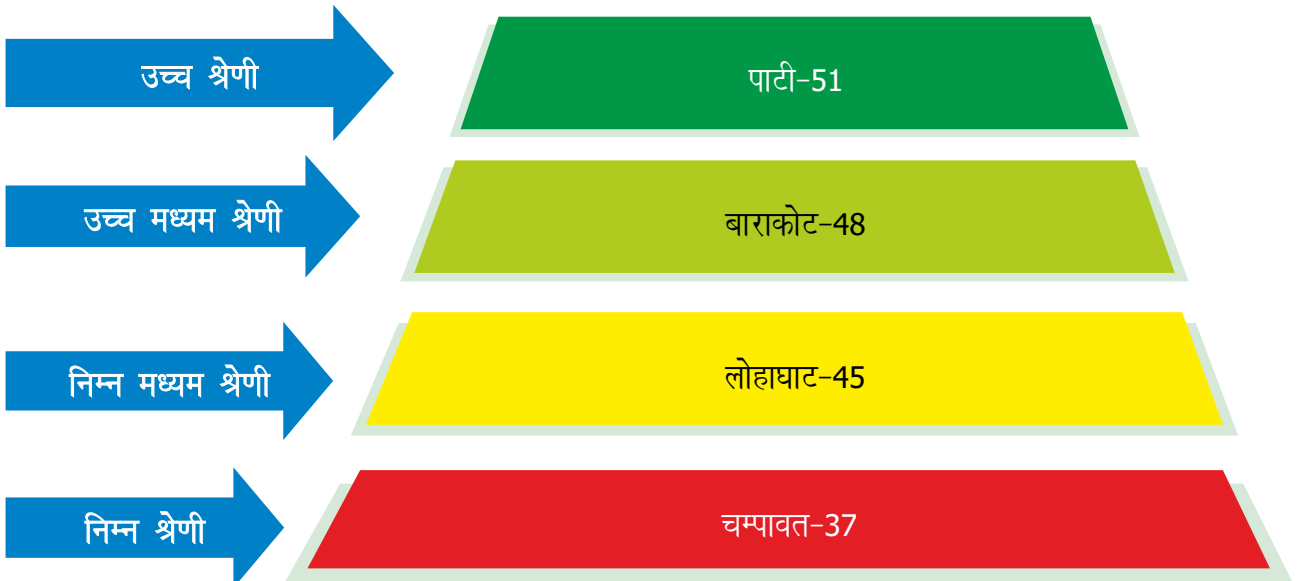 उच्च श्रेणी
पाटी-51
उच्च मध्यम श्रेणी
बाराकोट-48
निम्न मध्यम श्रेणी
लोहाघाट-45
निम्न श्रेणी
चम्पावत-37